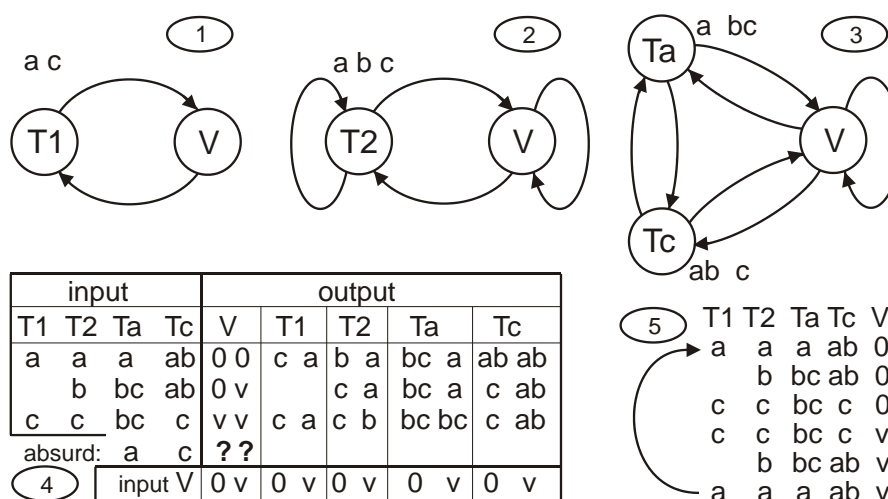 1
a c
T1 V
2
a b c
T2 V
3
Ta a bc
V
Tc
ab c
input output
T1 T2 Ta Tc V T1 T2 Ta Tc
a a a ab 0 0 c a b a bc a ab ab
b bc ab 0 v c a bc a c ab
c c bc c v v c a c b bc bc c ab
absurd: a c ? ?
4 input V 0 v 0 v 0 v 0 v 0 v
5 T1 T2 Ta Tc V
a a a ab 0
b bc ab 0
c c bc c 0
c c bc c v
b bc ab v
a a a ab v